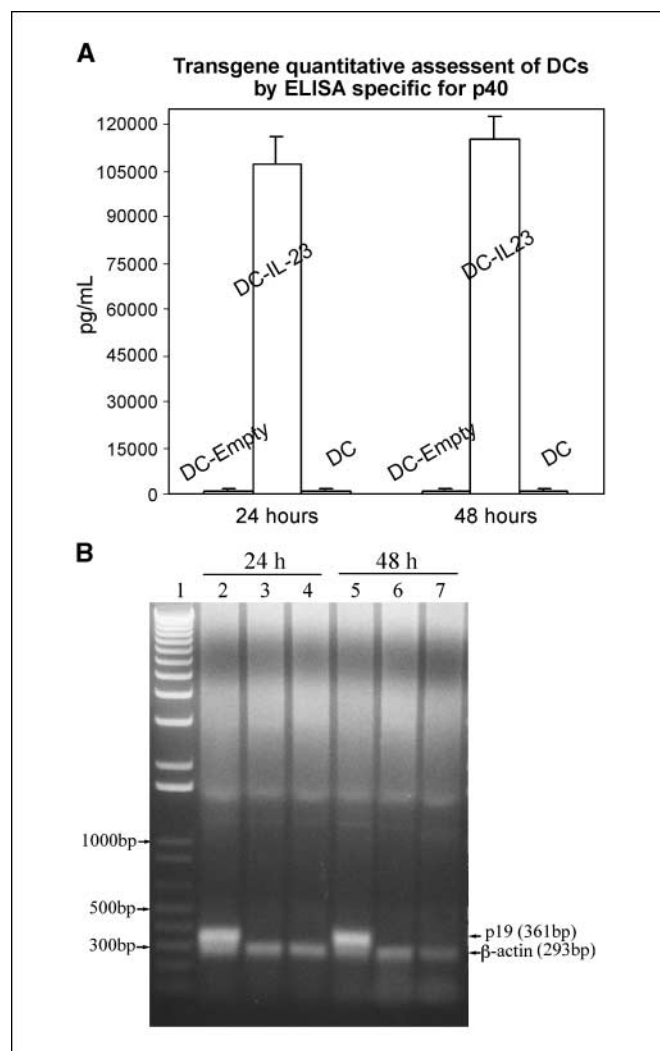 A
Transgene quantitative assessent of DCs
by ELISA specific for p40
120000
105000
90000
75000
60000
45000
30000
15000
0
pg/mL
DC-Empty
DC-IL-23
DC
DC-Empty
DC-IL23
DC
24 hours
48 hours
B
24 h
48 h
1 2 3 4 5 6 7
1000bp
500bp
300bp
p19 (361bp)
β-actin (293bp)